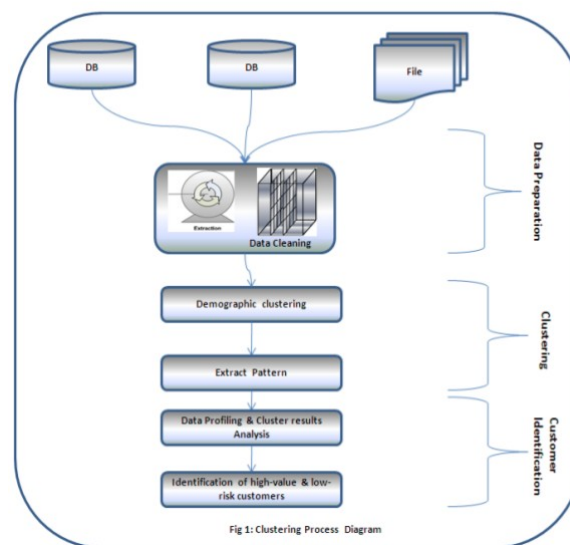 DB
DB
File
Extraction
Data Cleaning
Data Preparation
Demographic clustering
Extract Pattern
Clustering
Data Profiling & Cluster results
Analysis
Identification of high-value & low-
risk customers
Customer
Identification
Fig 1: Clustering Process Diagram